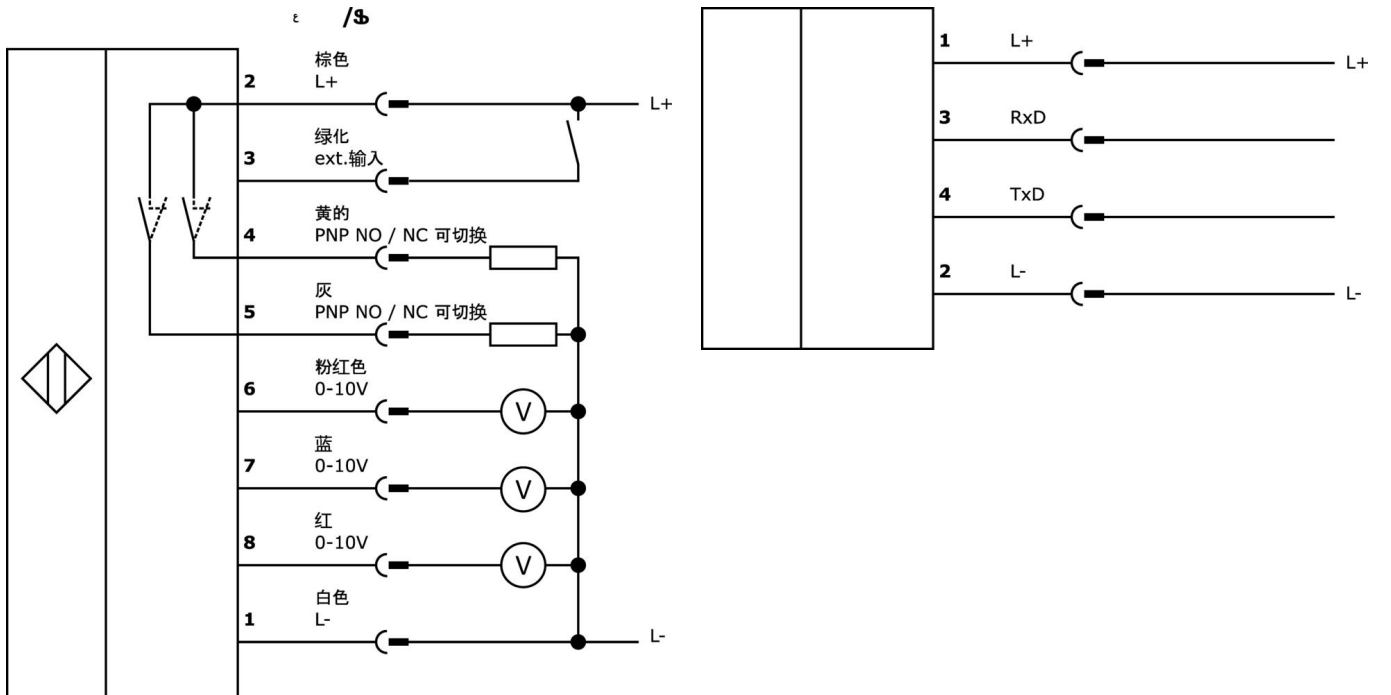 棕色
2 L+ L+
绿化
3 ext.输入
黄的
4 PNP NO / NC 可切换
灰
5 PNP NO / NC 可切换
粉红色
6 0-10V V
蓝
7 0-10V V
红
8 0-10V V
白色
1 L- L-
1 L+ L+
3 RxD
4 TxD
2 L- L-